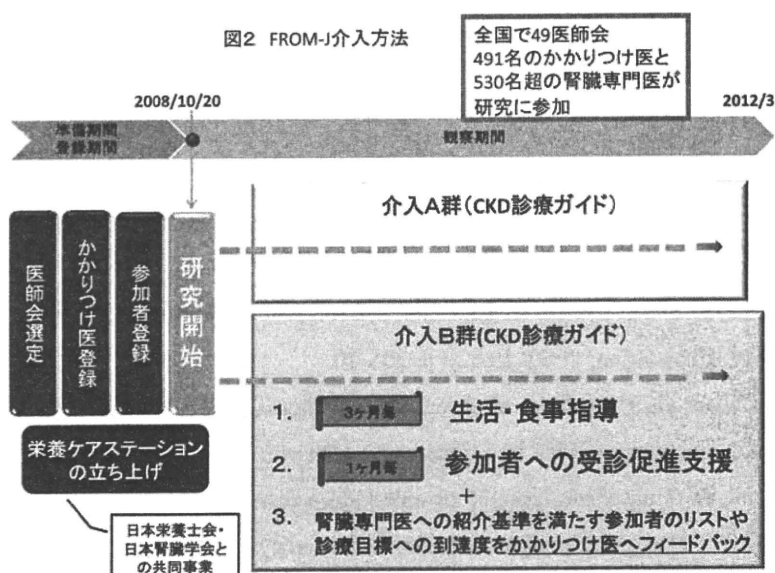 図2 FROM-J介入方法
全国で49医師会
491名のかかりつけ医と
530名超の腎臓専門医が
研究に参加
2008/10/20
2012/3
準備期間
登録期間
観察期間
医師会選定
かかりつけ医登録
参加者登録
研究開始
介入A群(CKD診療ガイド)
介入B群(CKD診療ガイド)
1. 3ヶ月毎 生活・食事指導
2. 1ヶ月毎 参加者への受診促進支援
+
3. 腎臓専門医への紹介基準を満たす参加者のリストや
診療目標への到達度をかかりつけ医へフィードバック
栄養ケアステーション
の立ち上げ
日本栄養士会・
日本腎臓学会と
の共同事業